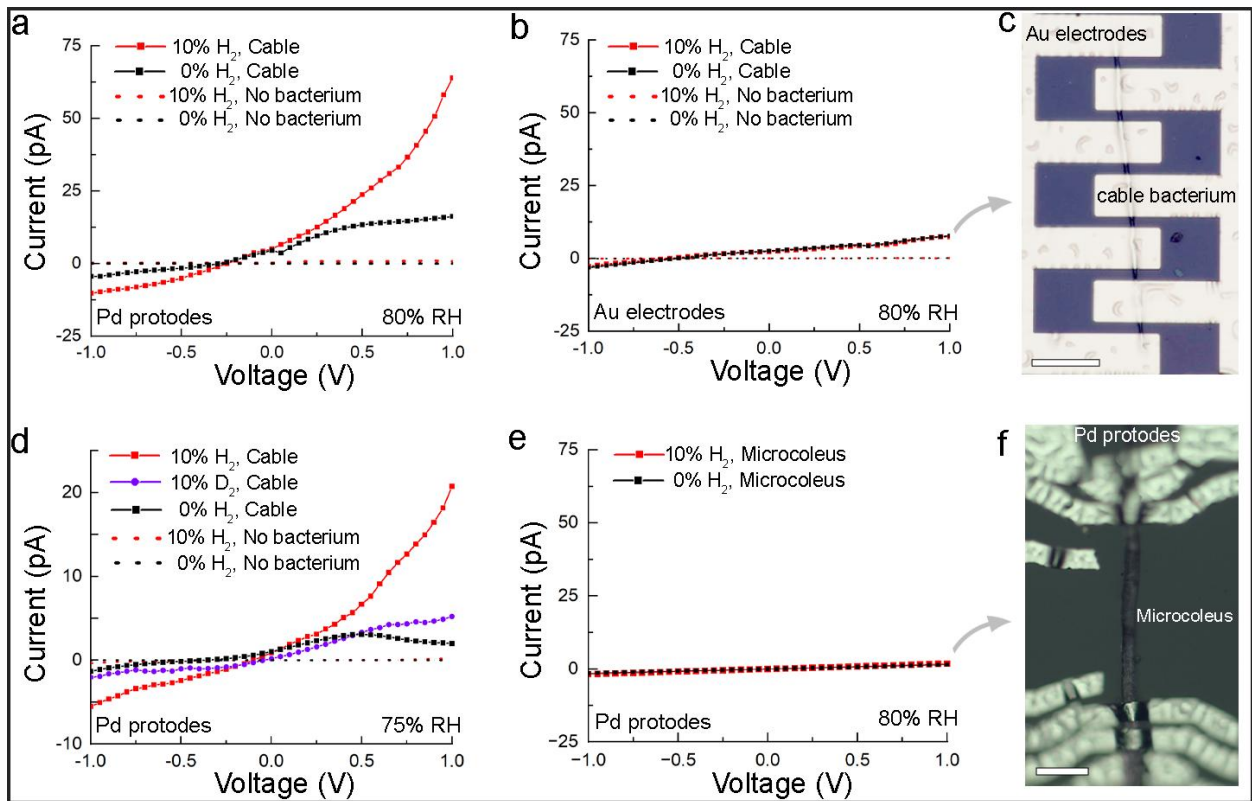 a
75
50
25
0
-25
Current (pA)
10% H2, Cable
0% H2, Cable
10% H2, No bacterium
0% H2, No bacterium
Pd protodes
80% RH
-1.0 -0.5 0.0 0.5 1.0
Voltage (V)
b
75
50
25
0
-25
Current (pA)
10% H2, Cable
0% H2, Cable
10% H2, No bacterium
0% H2, No bacterium
Au electrodes
80% RH
-1.0 -0.5 0.0 0.5 1.0
Voltage (V)
c
Au electrodes
cable bacterium
d
20
10
0
-10
Current (pA)
10% H2, Cable
10% D2, Cable
0% H2, Cable
10% H2, No bacterium
0% H2, No bacterium
Pd protodes
75% RH
-1.0 -0.5 0.0 0.5 1.0
Voltage (V)
e
75
50
25
0
-25
Current (pA)
10% H2, Microcoleus
0% H2, Microcoleus
Pd protodes
80% RH
-1.0 -0.5 0.0 0.5 1.0
Voltage (V)
f
Pd protodes
Microcoleus